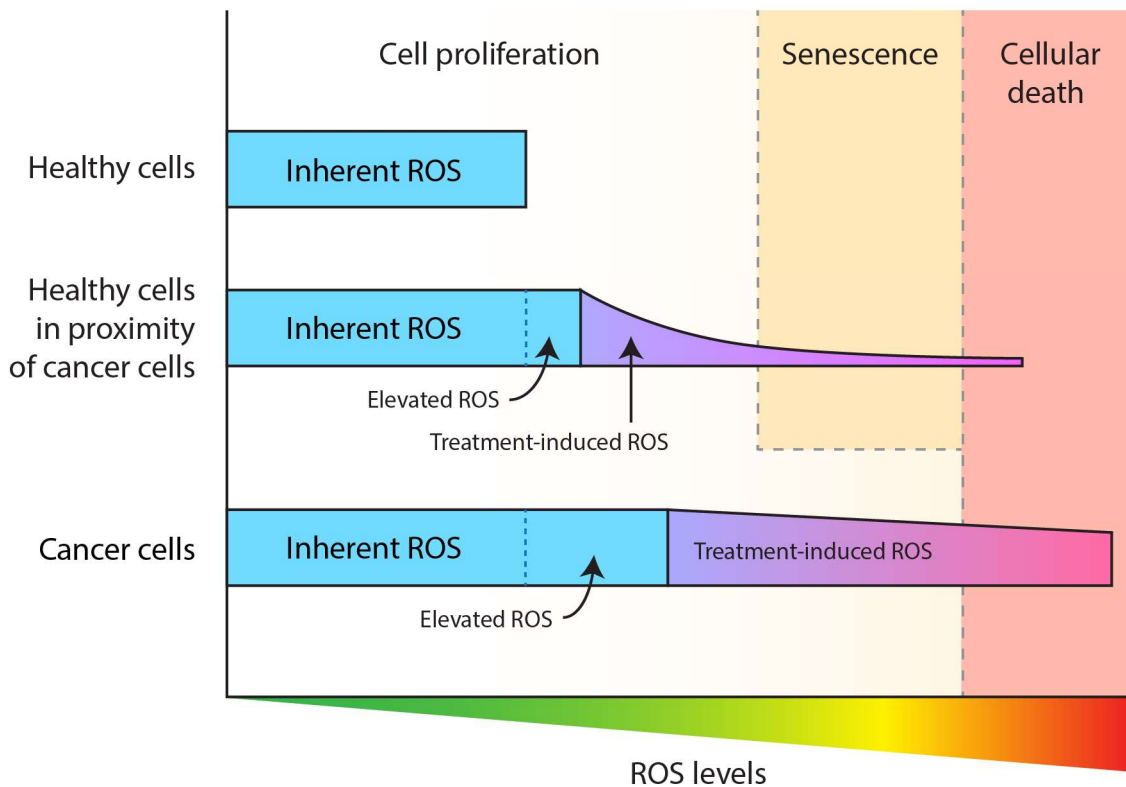 Cell proliferation
Senescence
Cellular
death
Healthy cells
Inherent ROS
Healthy cells
in proximity
of cancer cells
Inherent ROS
Elevated ROS
Treatment-induced ROS
Cancer cells
Inherent ROS
Treatment-induced ROS
Elevated ROS
ROS levels